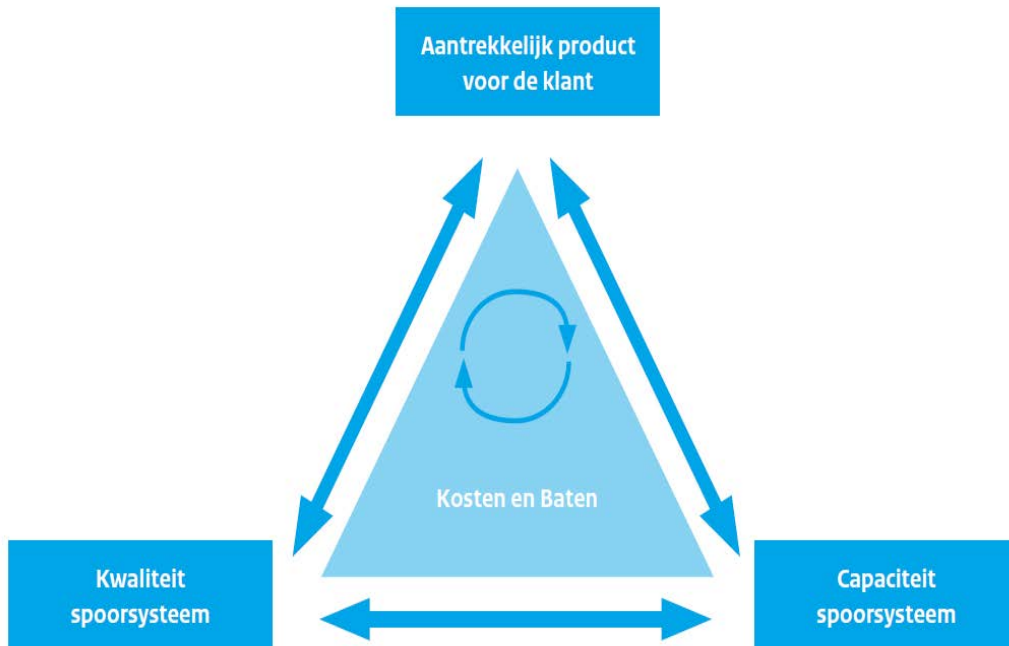 Aantrekkelijk product
voor de klant
Kosten en Baten
Kwaliteit
spoorsysteem
Capaciteit
spoorsysteem